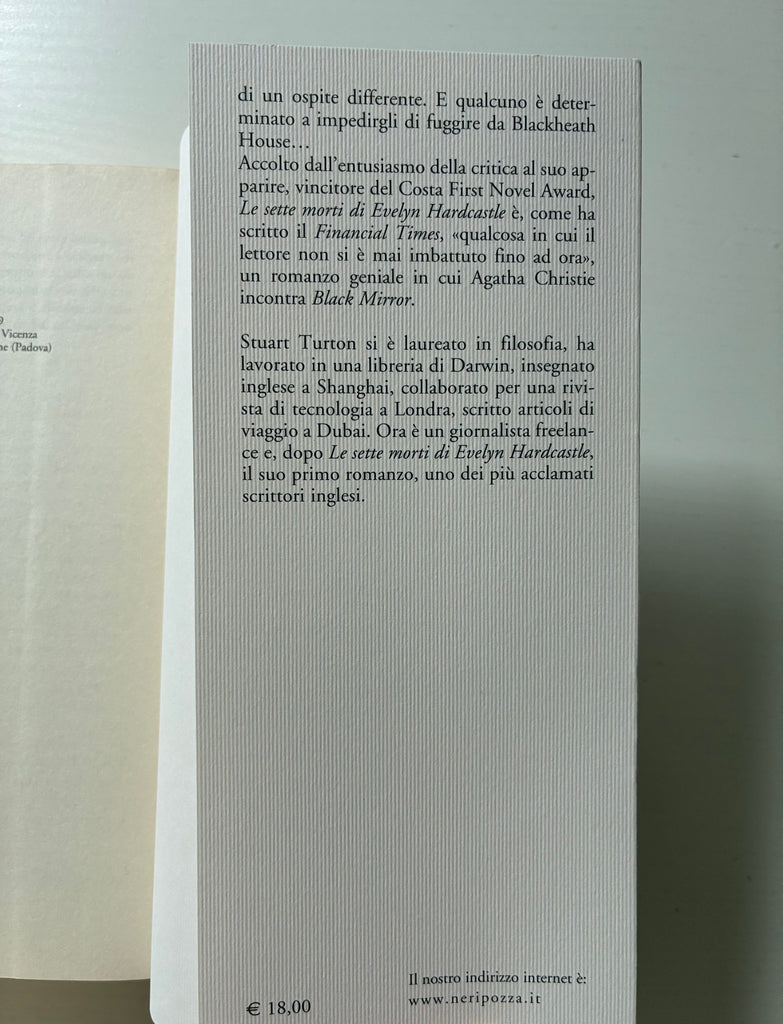 di un ospite differente. E qualcuno è deter-
minato a impedirgli di fuggire da Blackheath
House…
Accolto dall'entusiasmo della critica al suo ap-
parire, vincitore del Costa First Novel Award,
Le sette morti di Evelyn Hardcastle è, come ha
scritto il Financial Times, «qualcosa in cui il
lettore non si è mai imbattuto fino ad ora»,
un romanzo geniale in cui Agatha Christie
incontra Black Mirror.
Stuart Turton si è laureato in filosofia, ha
lavorato in una libreria di Darwin, insegnato
inglese a Shanghai, collaborato per una rivi-
sta di tecnologia a Londra, scritto articoli di
viaggio a Dubai. Ora è un giornalista freelan-
ce e, dopo Le sette morti di Evelyn Hardcastle,
il suo primo romanzo, uno dei più acclamati
scrittori inglesi.
Vicenza
(Padova)
Il nostro indirizzo internet è:
www.neripozza.it
€ 18,00